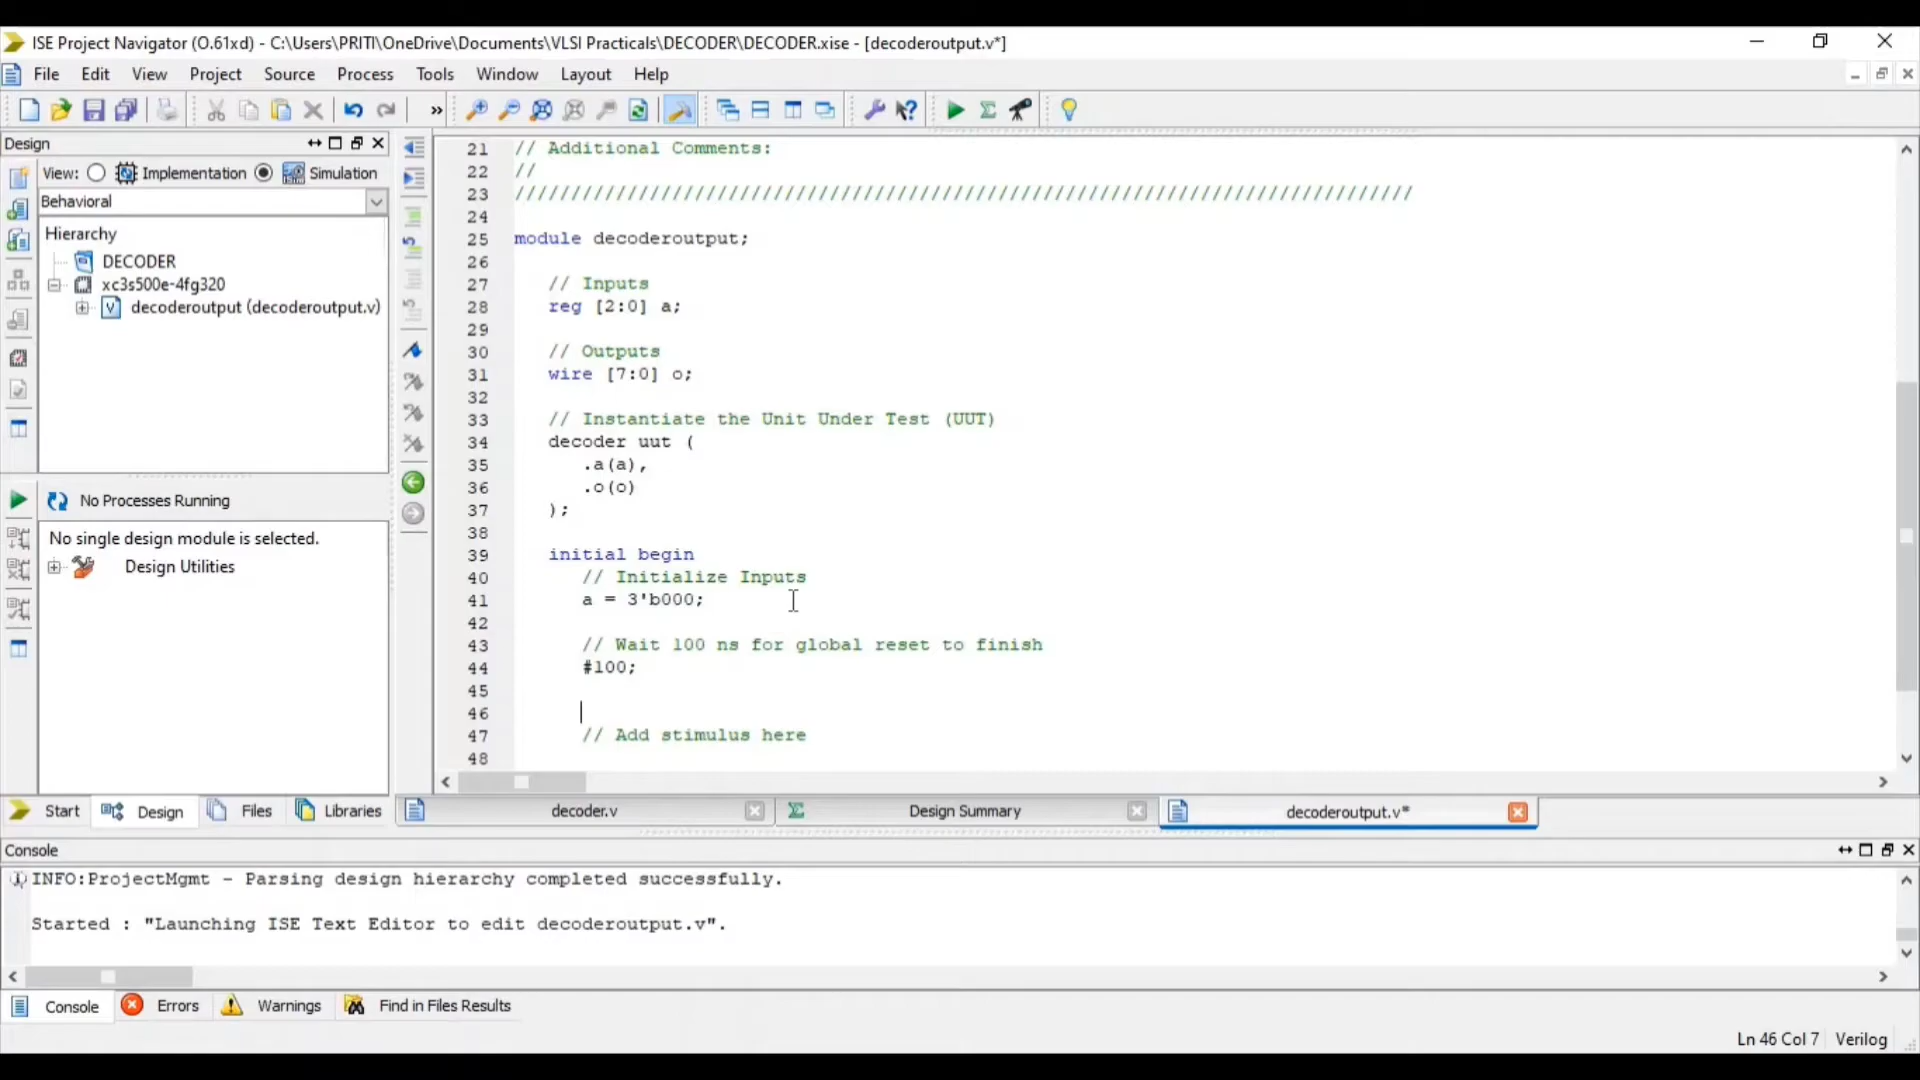 ISE Project Navigator (O.61xd) - C:\Users\PRITI\OneDrive\Documents\VLSI Practicals\DECODER\DECODER.xise - [decoderoutput.v*]
File Edit View Project Source Process Tools Window Layout Help
»
Design
View: Implementation Simulation
Behavioral
Hierarchy
DECODER
xc3s500e-4fg320
decoderoutput (decoderoutput.v)
No Processes Running
No single design module is selected.
Design Utilities
21 // Additional Comments:
22 //
23 ////////////////////////////////////////////////////////////////////////////////
24
25 module decoderoutput;
26
27 // Inputs
28 reg [2:0] a;
29
30 // Outputs
31 wire [7:0] o;
32
33 // Instantiate the Unit Under Test (UUT)
34 decoder uut (
35 .a(a),
36 .o(o)
37 );
38
39 initial begin
40 // Initialize Inputs
41 a = 3'b000;
42
43 // Wait 100 ns for global reset to finish
44 #100;
45
46
47 // Add stimulus here
48
Start Design Files Libraries
decoder.v Design Summary decoderoutput.v*
Console
INFO:ProjectMgmt - Parsing design hierarchy completed successfully.
Started : "Launching ISE Text Editor to edit decoderoutput.v".
Console Errors Warnings Find in Files Results
Ln 46 Col 7 Verilog